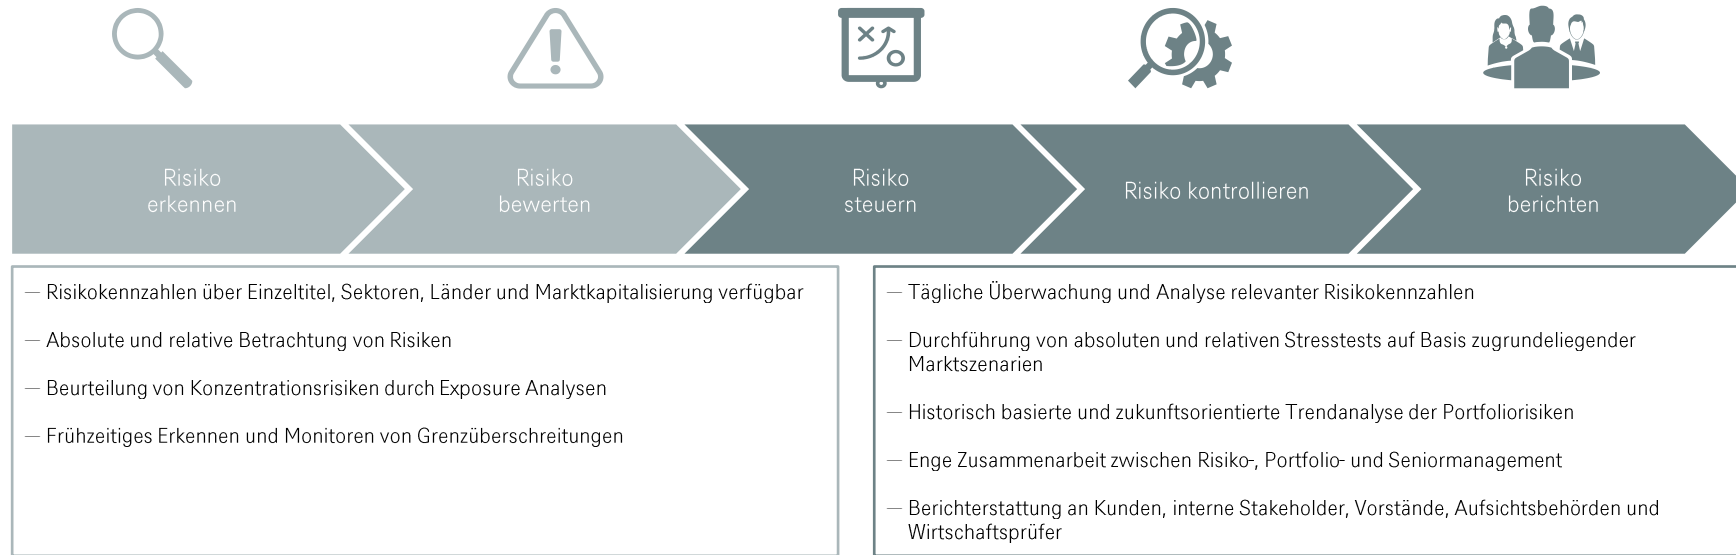 Risiko
erkennen
Risiko
bewerten
Risiko
steuern
Risiko kontrollieren
Risiko
berichten
— Risikokennzahlen über Einzeltitel, Sektoren, Länder und Marktkapitalisierung verfügbar
— Absolute und relative Betrachtung von Risiken
— Beurteilung von Konzentrationsrisiken durch Exposure Analysen
— Frühzeitiges Erkennen und Monitoren von Grenzüberschreitungen
— Tägliche Überwachung und Analyse relevanter Risikokennzahlen
— Durchführung von absoluten und relativen Stresstests auf Basis zugrundeliegender
Marktszenarien
— Historisch basierte und zukunftsorientierte Trendanalyse der Portfoliorisiken
— Enge Zusammenarbeit zwischen Risiko-, Portfolio- und Seniormanagement
— Berichterstattung an Kunden, interne Stakeholder, Vorstände, Aufsichtsbehörden und
Wirtschaftsprüfer